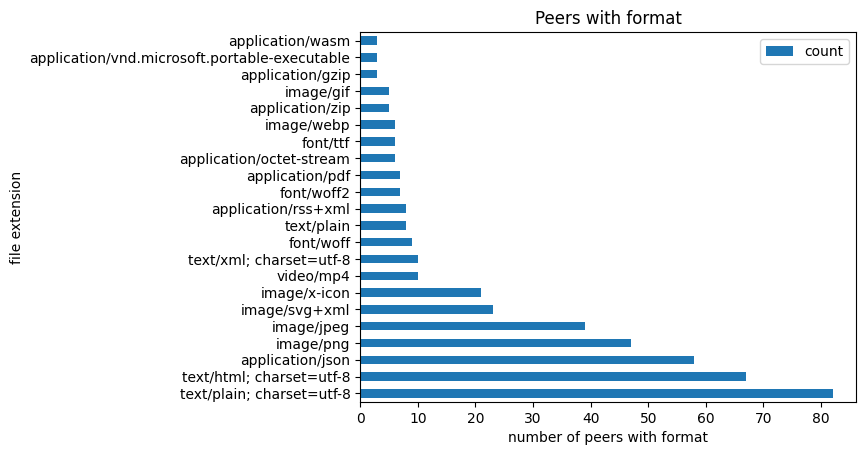 Peers with format
count
file extension
application/wasm
application/vnd.microsoft.portable-executable
application/gzip
image/gif
application/zip
image/webp
font/ttf
application/octet-stream
application/pdf
font/woff2
application/rss+xml
text/plain
font/woff
text/xml; charset=utf-8
video/mp4
image/x-icon
image/svg+xml
image/jpeg
image/png
application/json
text/html; charset=utf-8
text/plain; charset=utf-8
0 10 20 30 40 50 60 70 80
number of peers with format